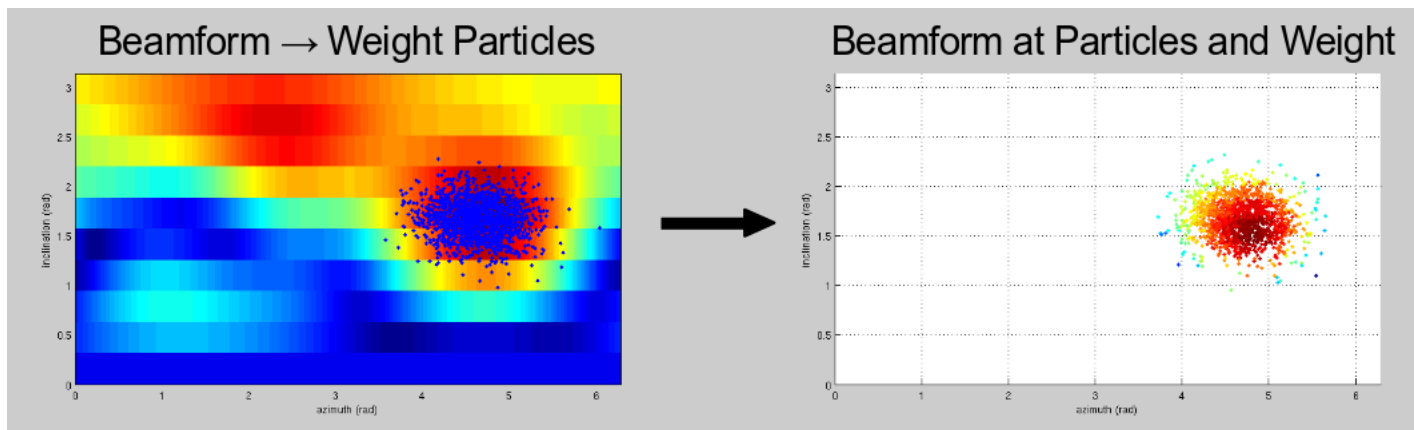 Beamform → Weight Particles
Beamform at Particles and Weight
3
2.5
2
1.5
1
0.5
0
inclination (rad)
0 1 2 3 4 5 6
azimuth (rad)
3
2.5
2
1.5
1
0.5
0
inclination (rad)
0 1 2 3 4 5 6
azimuth (rad)